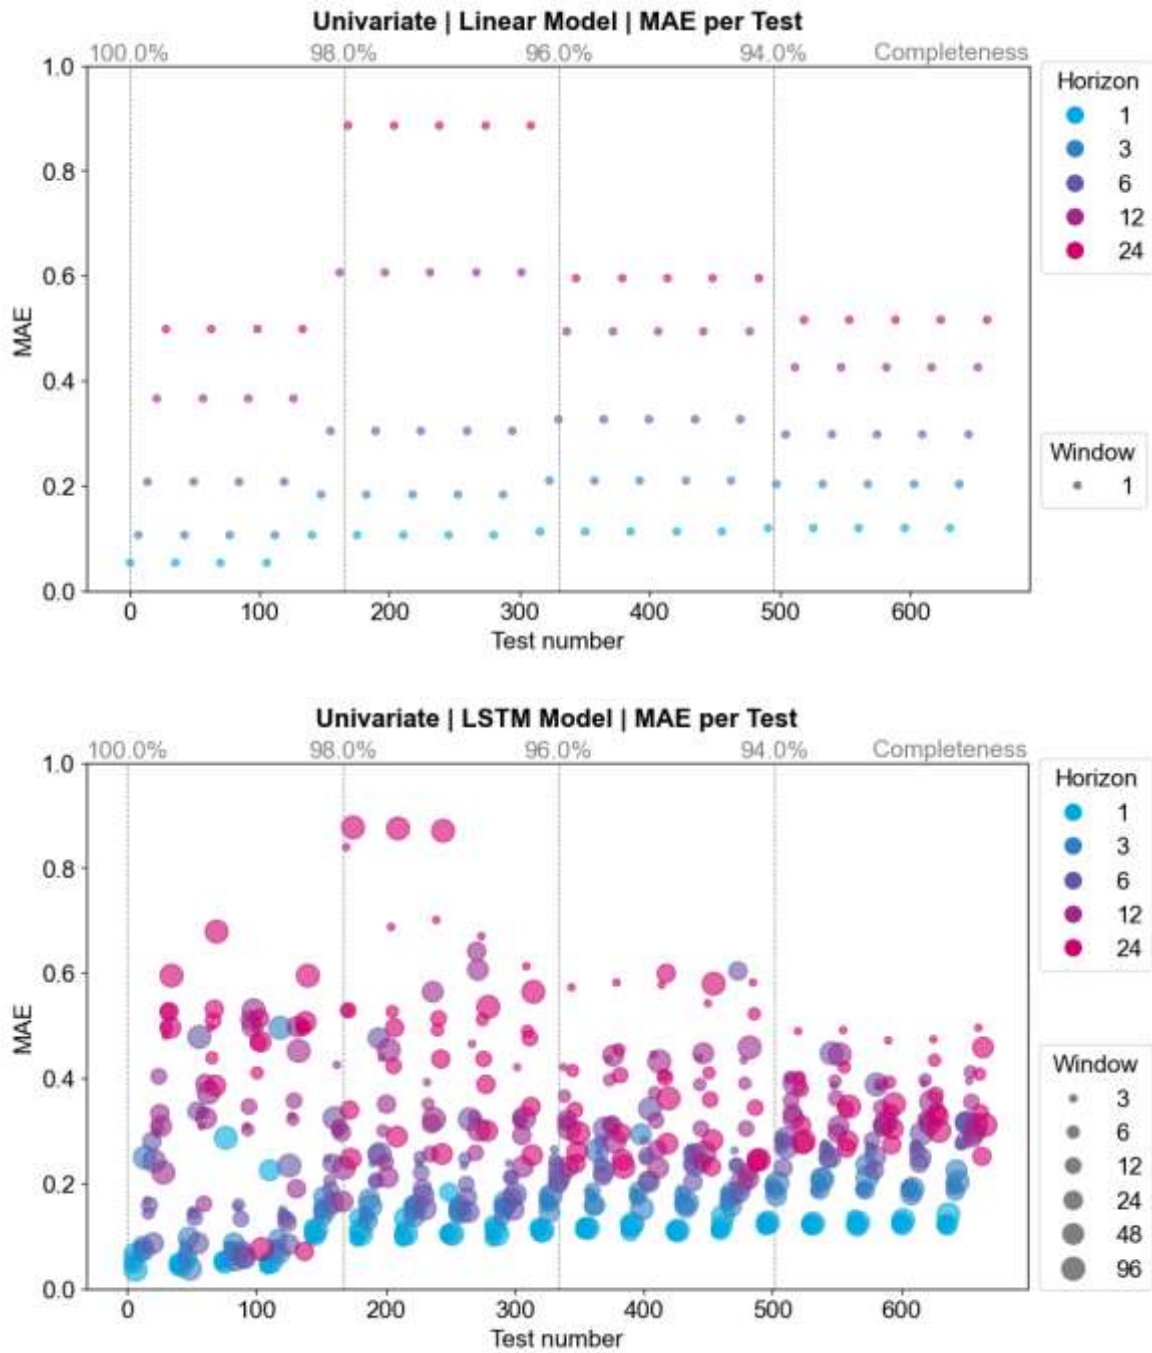 Univariate | Linear Model | MAE per Test
100.0% 98.0% 96.0% 94.0% Completeness
1.0
0.8
0.6
0.4
0.2
0.0
MAE
0 100 200 300 400 500 600
Test number
Horizon
1
3
6
12
24
Window
1
Univariate | LSTM Model | MAE per Test
100.0% 98.0% 96.0% 94.0% Completeness
1.0
0.8
0.6
0.4
0.2
0.0
MAE
0 100 200 300 400 500 600
Test number
Horizon
1
3
6
12
24
Window
3
6
12
24
48
96